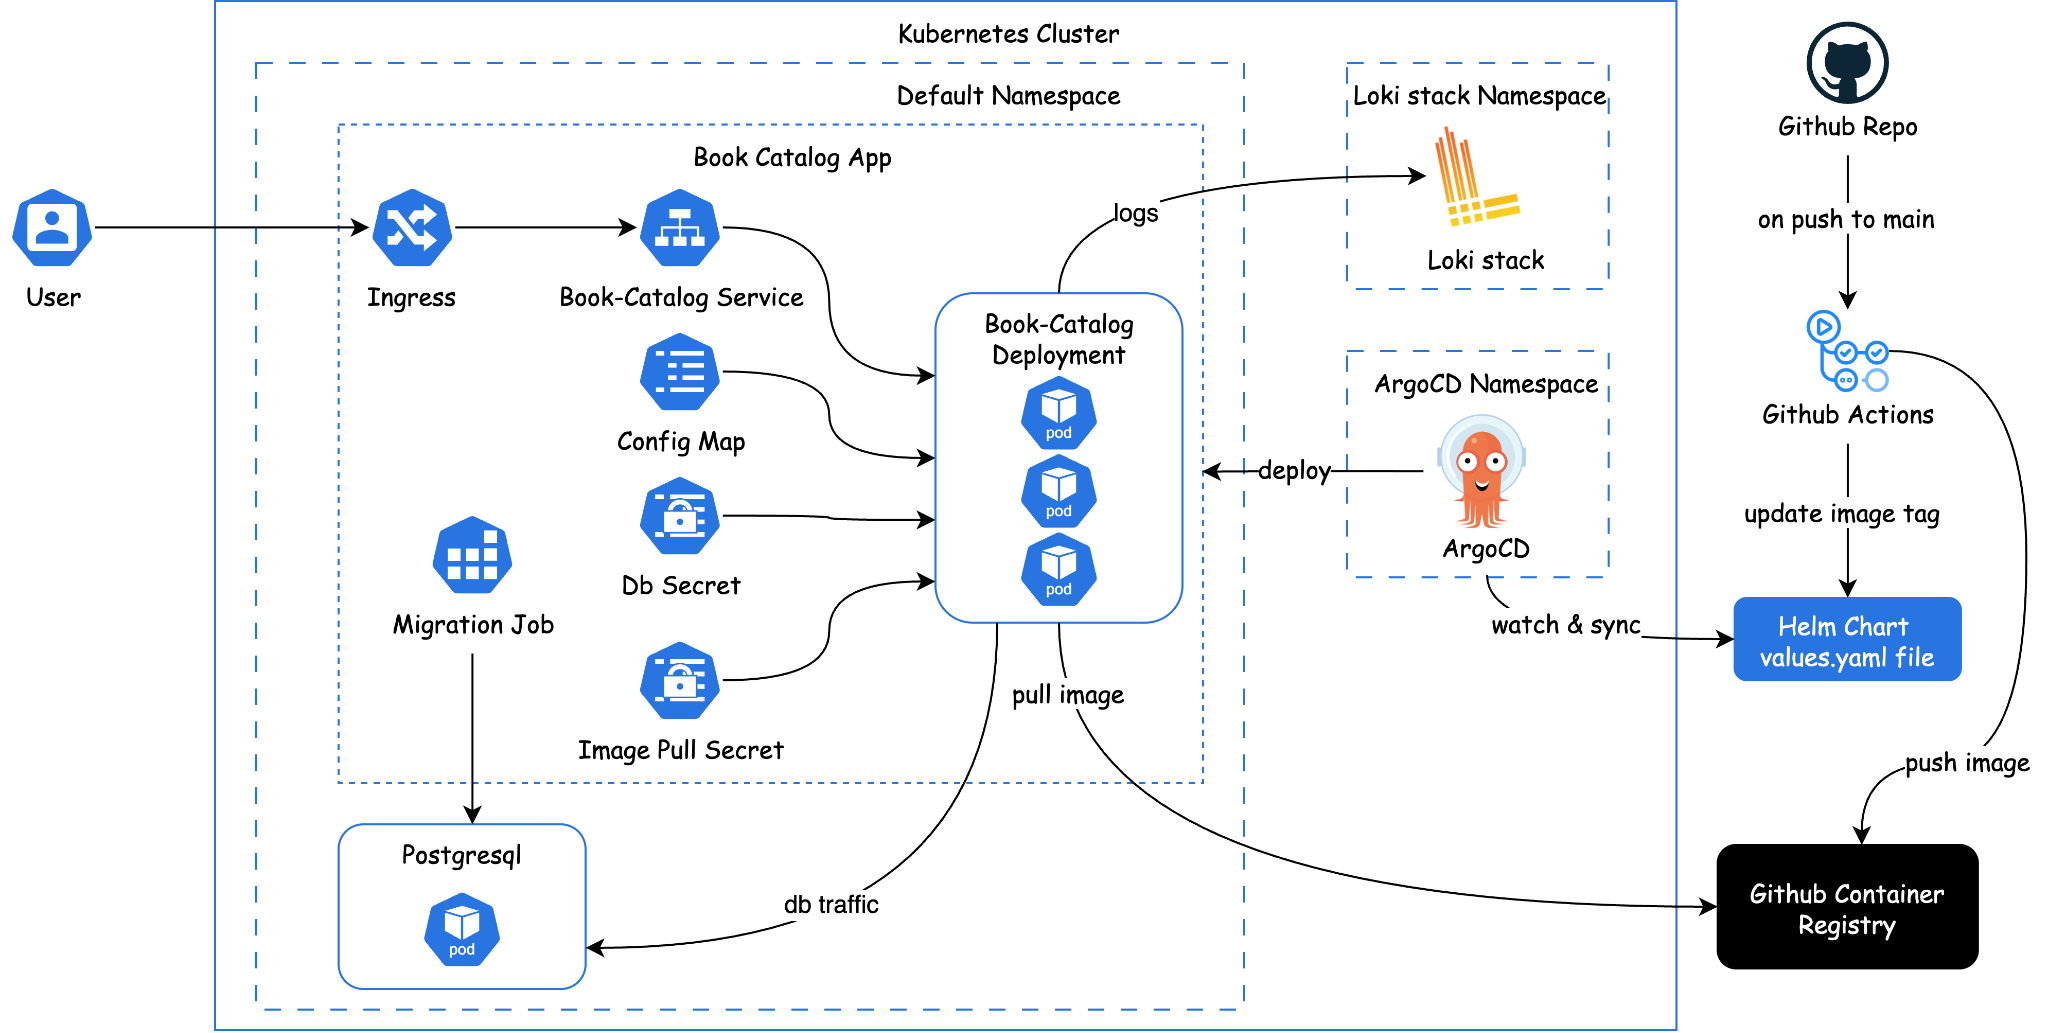 Kubernetes Cluster
Default Namespace
Book Catalog App
User
Ingress
Book-Catalog Service
Config Map
Db Secret
Image Pull Secret
Migration Job
Book-Catalog
Deployment
pod
pod
pod
logs
Loki stack Namespace
Loki stack
ArgoCD Namespace
ArgoCD
deploy
watch & sync
pull image
db traffic
Postgresql
pod
Github Repo
on push to main
Github Actions
update image tag
Helm Chart
values.yaml file
push image
Github Container
Registry